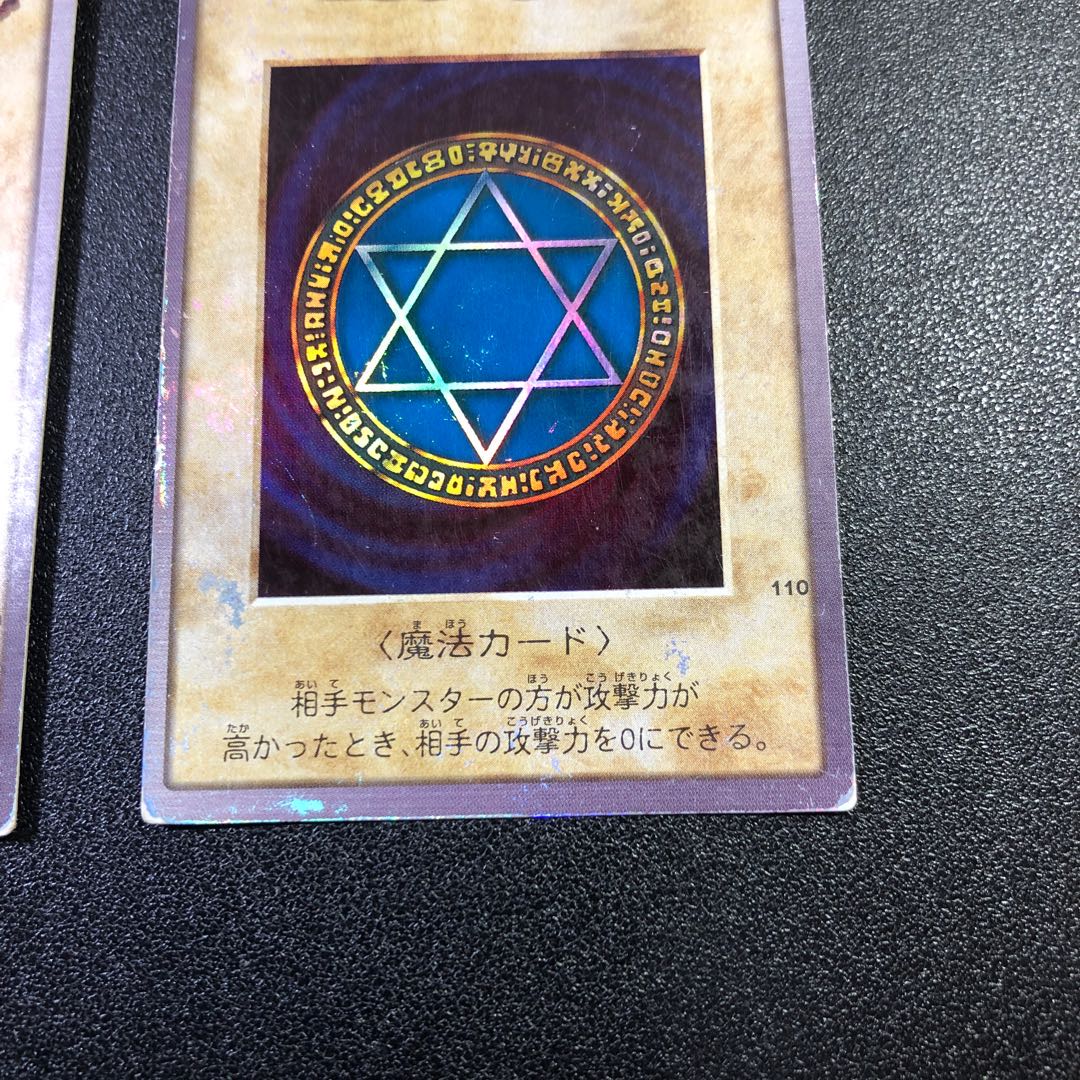 110
〈魔法カード〉
相手モンスターの方が攻撃力が
高かったとき、相手の攻撃力を0にできる。